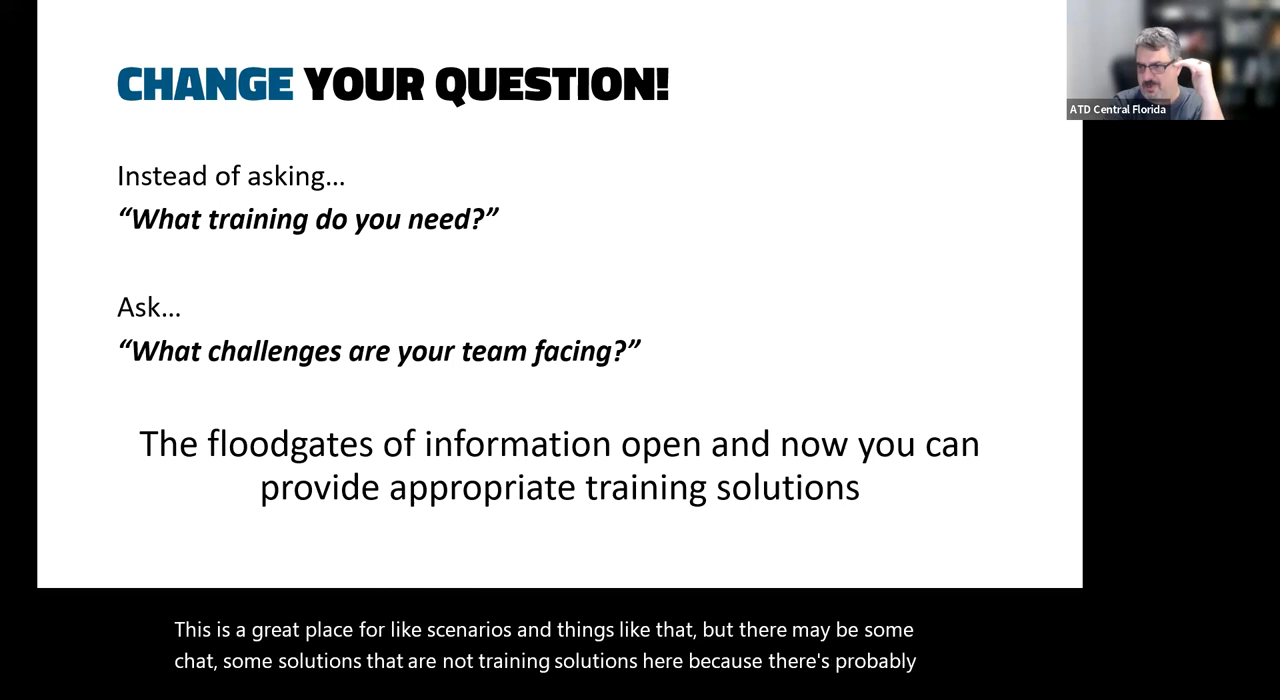 CHANGE YOUR QUESTION!
ATD Central Florida
Instead of asking...
“What training do you need?”
Ask...
“What challenges are your team facing?”
The floodgates of information open and now you can
provide appropriate training solutions
This is a great place for like scenarios and things like that, but there may be some
chat, some solutions that are not training solutions here because there's probably